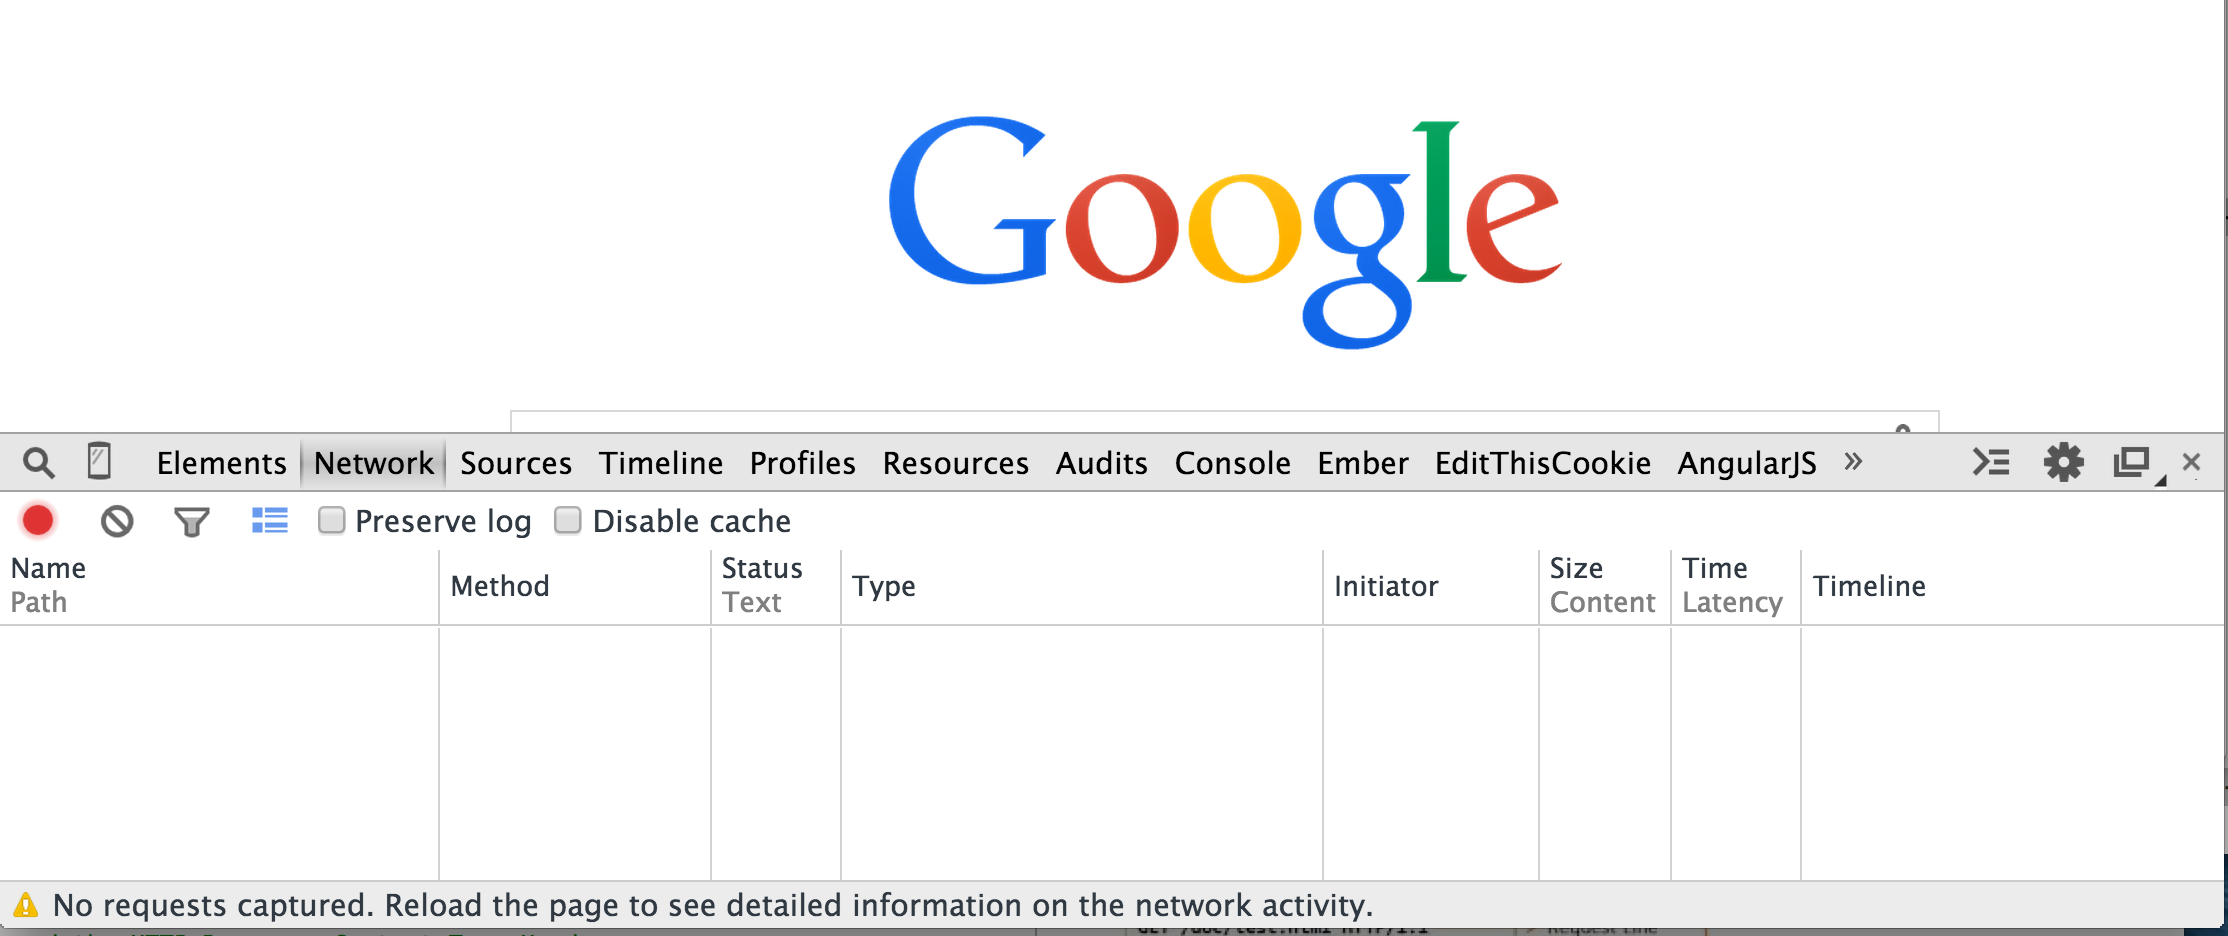 Google
Elements Network Sources Timeline Profiles Resources Audits Console Ember EditThisCookie AngularJS »
Preserve log Disable cache
Name Path Method Status Text Type Initiator Size Content Time Latency Timeline
No requests captured. Reload the page to see detailed information on the network activity.